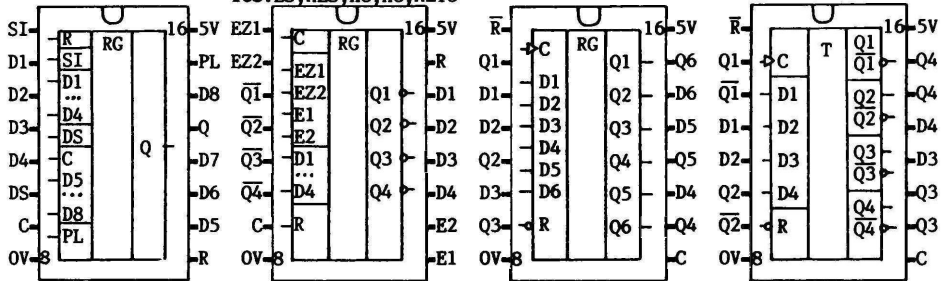 SI
D1
D2
D3
D4
DS
C
0V 8
R
SI
D1
...
D4
DS
C
D5
...
D8
PL
RG
Q
16 5V
PL
D8
Q
D7
D6
D5
R
EZ1
EZ2
Q̅1̅
Q̅2̅
Q̅3̅
Q̅4̅
C
0V 8
C
EZ1
EZ2
E1
E2
D1
...
D4
R
RG
Q1
Q2
Q3
Q4
16 5V
R
D1
D2
D3
D4
E2
E1
R̅
Q1
D1
D2
Q2
D3
Q3
0V 8
C
D1
D2
D3
D4
D5
D6
R
RG
Q1
Q2
Q3
Q4
Q5
Q6
16 5V
Q6
D6
D5
Q5
D4
Q4
C
R̅
Q1
Q̅1̅
D1
D2
Q2
Q̅2̅
0V 8
C
D1
D2
D3
D4
R
T
Q1
Q̅1̅
Q2
Q̅2̅
Q3
Q̅3̅
Q4
Q̅4̅
16 5V
Q4
Q̅4̅
D4
D3
Q̅3̅
Q3
C